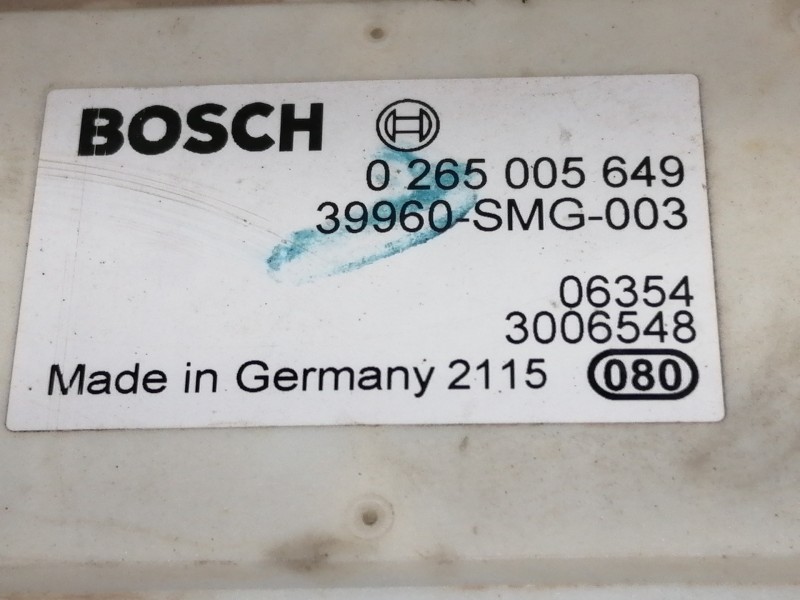 BOSCH
0 265 005 649
39960-SMG-003
06354
3006548
Made in Germany 2115 080